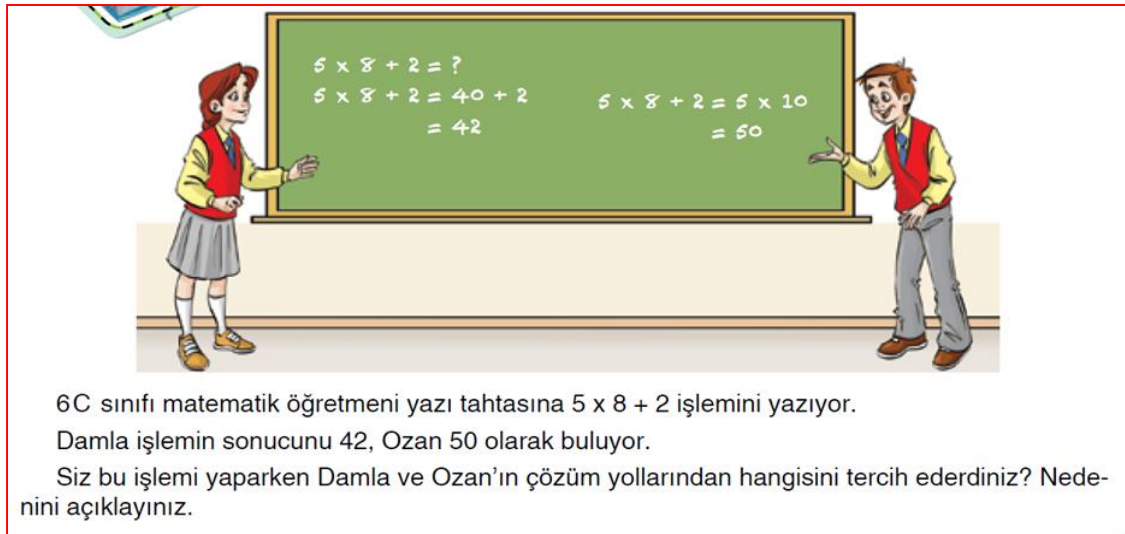 5 x 8 + 2 = ?
5 x 8 + 2 = 40 + 2
= 42
5 x 8 + 2 = 5 x 10
= 50
6C sınıfı matematik öğretmeni yazı tahtasına 5 x 8 + 2 işlemini yazıyor.
Damla işlemin sonucunu 42, Ozan 50 olarak buluyor.
Siz bu işlemi yaparken Damla ve Ozan’ın çözüm yollarından hangisini tercih ederdiniz? Nede-
nini açıklayınız.